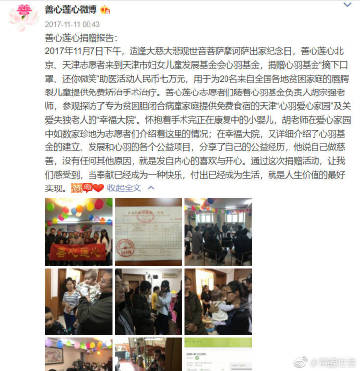 善心莲心微博
2017-11-11 00:43
善心莲心捐赠报告:
2017年11月7日下午，适逢大慈大悲观世音菩萨摩诃萨出家纪念日，善心莲心北
京、天津志愿者来到天津市妇女儿童发展基金会心羽基金，捐赠心羽基金“摘下口
罩、还你微笑”助医活动人民币七万元，用于为20名来自全国各地贫困家庭的唇腭
裂儿童提供免费矫治手术治疗。善心莲心志愿者们随着心羽基金负责人胡宗强老
师，参观探访了专为贫困胆闭合病童家庭提供免费食宿的天津“心羽爱心家园”及关
爱失独老人的“幸福大院”。怀抱着手术完正在康复中的小婴儿，胡老师在爱心家园
中如数家珍地为志愿者们介绍着这里的情况；在幸福大院，又详细介绍了心羽基
金的建立、发展和心羽的各个公益项目，分享了自己的公益经历，他说自己做慈
善，没有任何其他原因，就是发自内心的喜欢与开心。通过这次捐赠活动，让我
们感受到，当奉献已经成为一种快乐，付出已经成为生活，就是人生价值的最好
实现。 收起全文
善心莲心